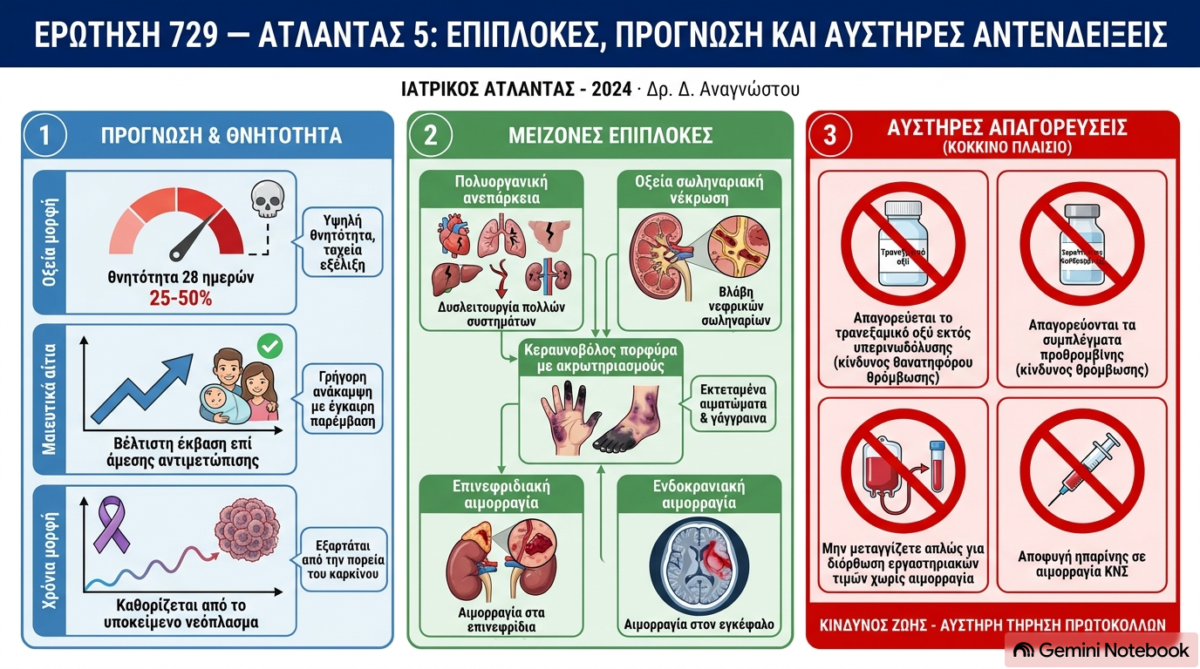 ΕΡΩΤΗΣΗ 729 — ΑΤΛΑΝΤΑΣ 5: ΕΠΙΠΛΟΚΕΣ, ΠΡΟΓΝΩΣΗ ΚΑΙ ΑΥΣΤΗΡΕΣ ΑΝΤΕΝΔΕΙΞΕΙΣ
ΙΑΤΡΙΚΟΣ ΑΤΛΑΝΤΑΣ - 2024 · Δρ. Δ. Αναγνώστου
1
ΠΡΟΓΝΩΣΗ & ΘΝΗΤΟΤΗΤΑ
Οξεία μορφή
θνητότητα 28 ημερών
25-50%
Υψηλή
θνητότητα,
ταχεία
εξέλιξη
Μαιευτικά αίτια
Βέλτιστη έκβαση επί
άμεσης αντιμετώπισης
Γρήγορη
ανάκαμψη
με έγκαιρη
παρέμβαση
Χρόνια μορφή
Καθορίζεται από το
υποκείμενο νεόπλασμα
Εξαρτάται
από την πορεία
του καρκίνου
2
ΜΕΙΖΟΝΕΣ ΕΠΙΠΛΟΚΕΣ
Πολυοργανική
ανεπάρκεια
Δυσλειτουργία πολλών
συστημάτων
Οξεία σωληναριακή
νέκρωση
Βλάβη
νεφρικών
σωληναρίων
Κεραυνοβόλος πορφύρα
με ακρωτηριασμούς
Εκτεταμένα
αιματώματα
& γάγγραινα
Επινεφριδιακή
αιμορραγία
Αιμορραγία στα
επινεφρίδια
Ενδοκρανιακή
αιμορραγία
Αιμορραγία στον εγκέφαλο
3
ΑΥΣΤΗΡΕΣ ΑΠΑΓΟΡΕΥΣΕΙΣ
(ΚΟΚΚΙΝΟ ΠΛΑΙΣΙΟ)
Απαγορεύεται το
τρανεξαμικό οξύ εκτός
υπερινωδόλυσης
(κίνδυνος θανατηφόρου
θρόμβωσης)
Απαγορεύονται τα
συμπλέγματα
προθρομβίνης
(κίνδυνος θρόμβωσης)
Μην μεταγγίζετε απλώς για
διόρθωση εργαστηριακών
τιμών χωρίς αιμορραγία
Αποφυγή ηπαρίνης σε
αιμορραγία ΚΝΣ
ΚΙΝΔΥΝΟΣ ΖΩΗΣ - ΑΥΣΤΗΡΗ ΤΗΡΗΣΗ ΠΡΩΤΟΚΟΛΛΩΝ
Gemini Notebook